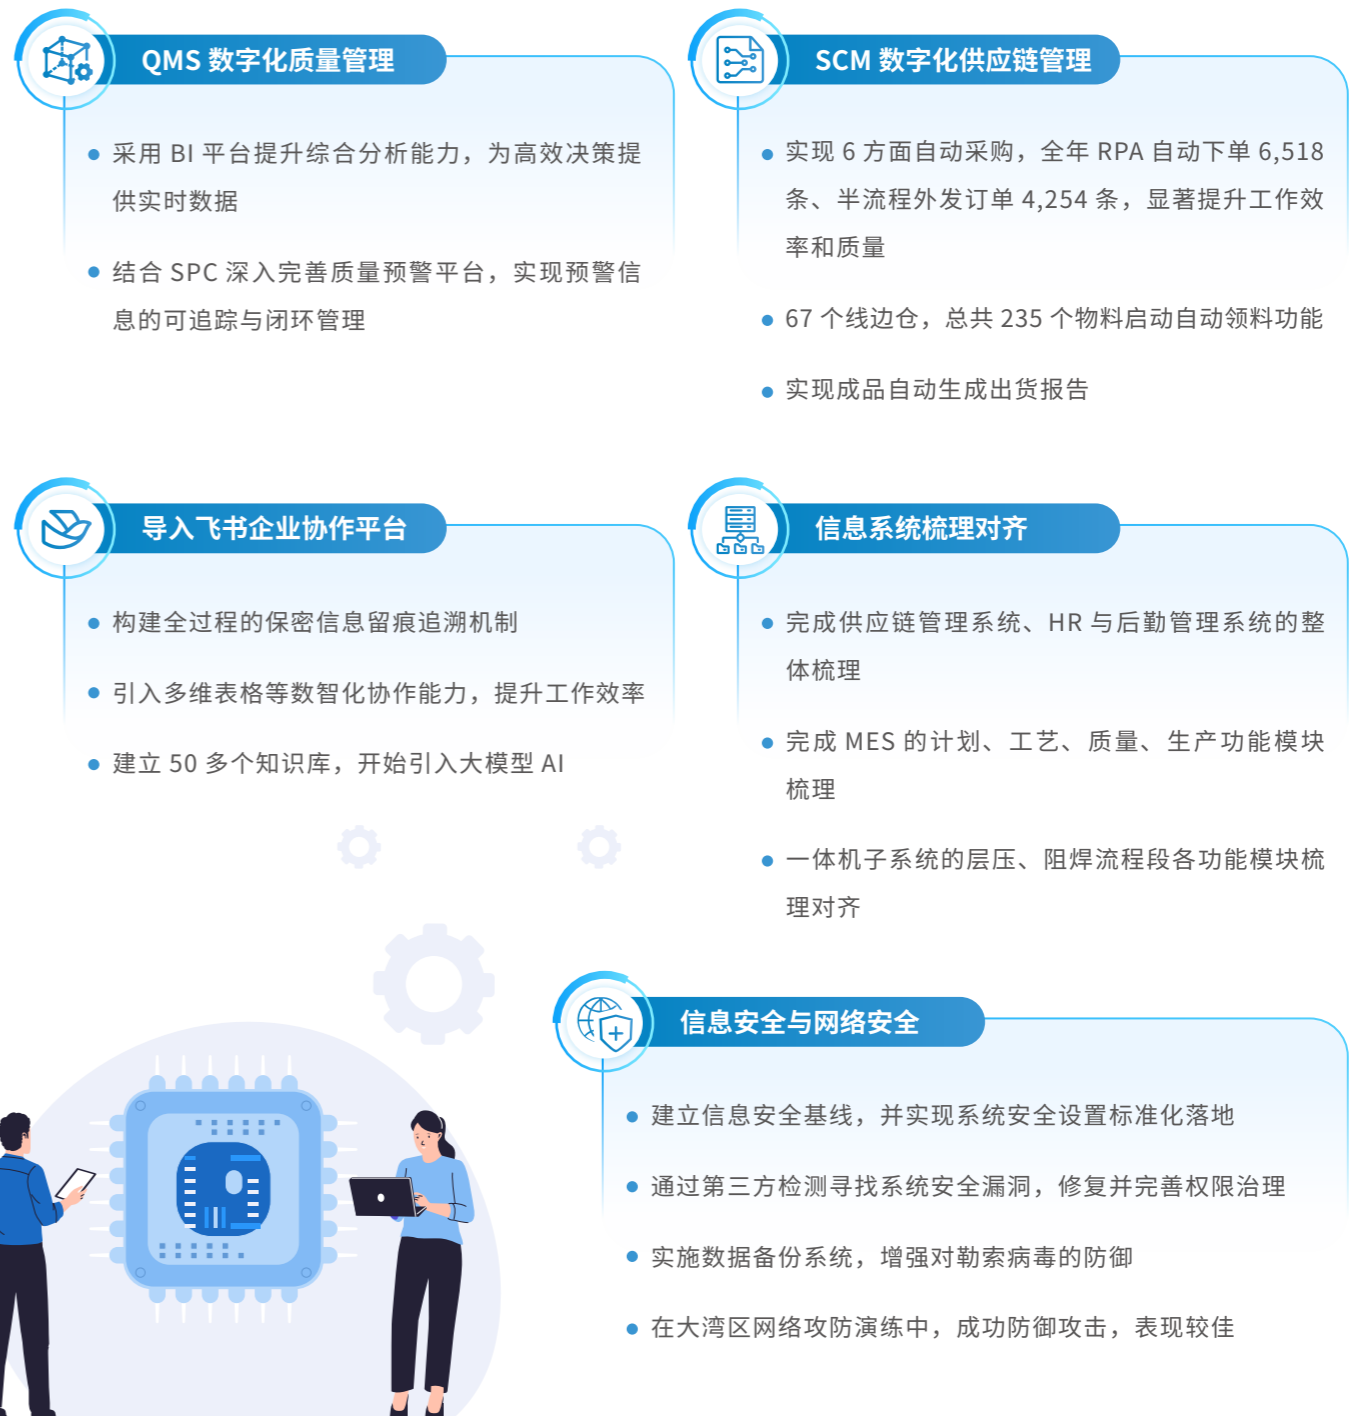 QMS 数字化质量管理
采用 BI 平台提升综合分析能力，为高效决策提
供实时数据
结合 SPC 深入完善质量预警平台，实现预警信
息的可追踪与闭环管理
SCM 数字化供应链管理
实现 6 方面自动采购，全年 RPA 自动下单 6,518
条、半流程外发订单 4,254 条，显著提升工作效
率和质量
67 个线边仓，总共 235 个物料启动自动领料功能
实现成品自动生成出货报告
导入飞书企业协作平台
构建全过程的保密信息留痕追溯机制
引入多维表格等数智化协作能力，提升工作效率
建立 50 多个知识库，开始引入大模型 AI
信息系统梳理对齐
完成供应链管理系统、HR 与后勤管理系统的整
体梳理
完成 MES 的计划、工艺、质量、生产功能模块
梳理
一体机子系统的层压、阻焊流程段各功能模块梳
理对齐
信息安全与网络安全
建立信息安全基线，并实现系统安全设置标准化落地
通过第三方检测寻找系统安全漏洞，修复并完善权限治理
实施数据备份系统，增强对勒索病毒的防御
在大湾区网络攻防演练中，成功防御攻击，表现较佳